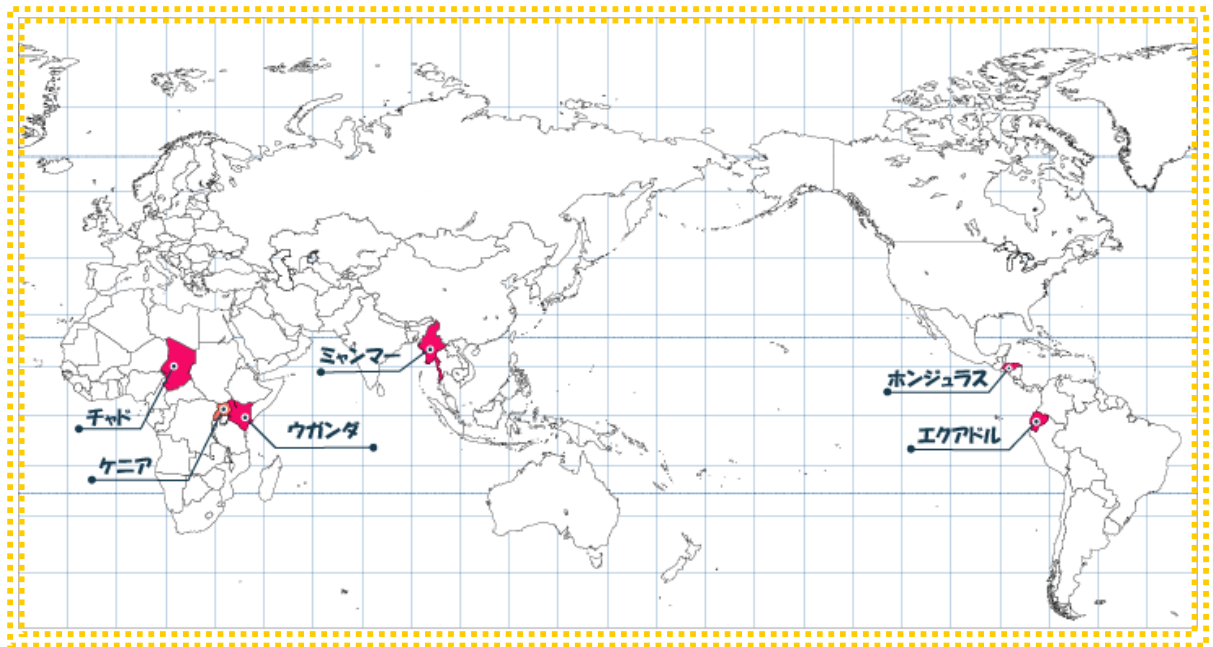 ミャンマー
ホンジュラス
チャド
ウガンダ
エクアドル
ケニア